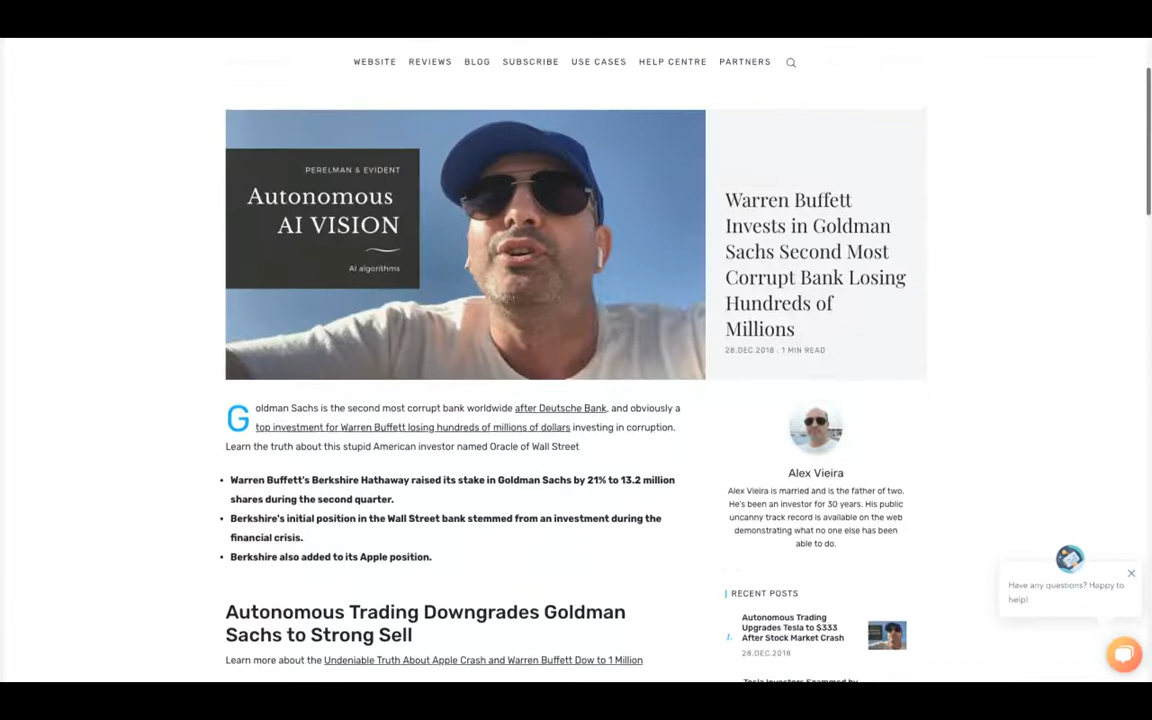 WEBSITE REVIEWS BLOG SUBSCRIBE USE CASES HELP CENTRE PARTNERS
PERELMAN & EVIDENT
Autonomous
AI VISION
AI algorithms
Warren Buffett
Invests in Goldman
Sachs Second Most
Corrupt Bank Losing
Hundreds of
Millions
28.DEC.2018 . 1 MIN READ
Goldman Sachs is the second most corrupt bank worldwide after Deutsche Bank, and obviously a
top investment for Warren Buffett losing hundreds of millions of dollars investing in corruption.
Learn the truth about this stupid American investor named Oracle of Wall Street
• Warren Buffett's Berkshire Hathaway raised its stake in Goldman Sachs by 21% to 13.2 million
shares during the second quarter.
• Berkshire's initial position in the Wall Street bank stemmed from an investment during the
financial crisis.
• Berkshire also added to its Apple position.
Autonomous Trading Downgrades Goldman
Sachs to Strong Sell
Learn more about the Undeniable Truth About Apple Crash and Warren Buffett Dow to 1 Million
Alex Vieira
Alex Vieira is married and is the father of two.
He's been an investor for 30 years. His public
uncanny track record is available on the web
demonstrating what no one else has been
able to do.
RECENT POSTS
1.
Autonomous Trading
Upgrades Tesla to $333
After Stock Market Crash
28.DEC.2018
Tesla Investors Spammed by
Have any questions? Happy to
help!